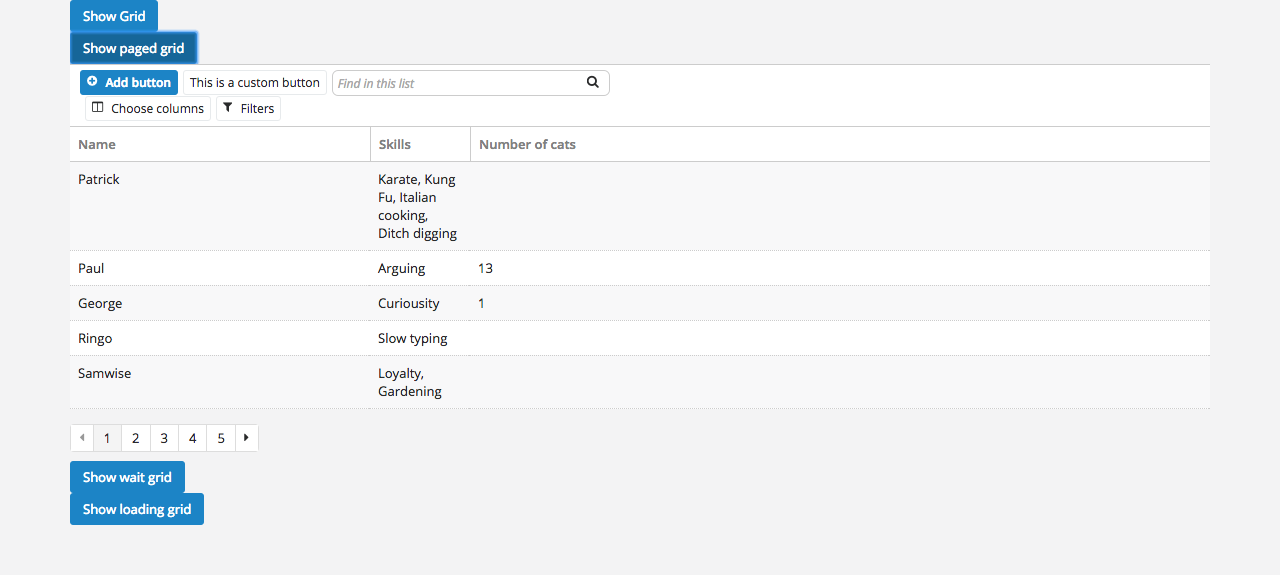 Show Grid
Show paged grid
Add button This is a custom button Find in this list
Choose columns Filters
Name Skills Number of cats
Patrick Karate, Kung
Fu, Italian
cooking,
Ditch digging
Paul Arguing 13
George Curiousity 1
Ringo Slow typing
Samwise Loyalty,
Gardening
1 2 3 4 5
Show wait grid
Show loading grid